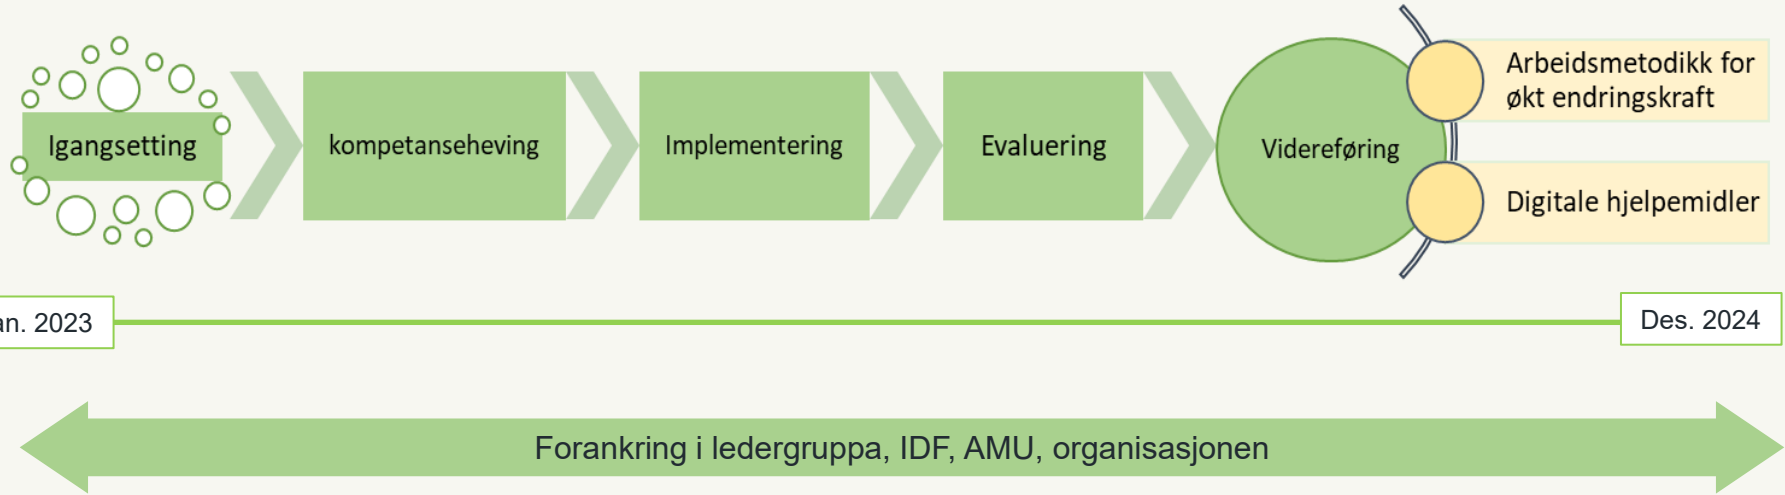 Igangsetting
kompetanseheving
Implementering
Evaluering
Videreføring
Arbeidsmetodikk for
økt endringskraft
Digitale hjelpemidler
an. 2023
Des. 2024
Forankring i ledergruppa, IDF, AMU, organisasjonen